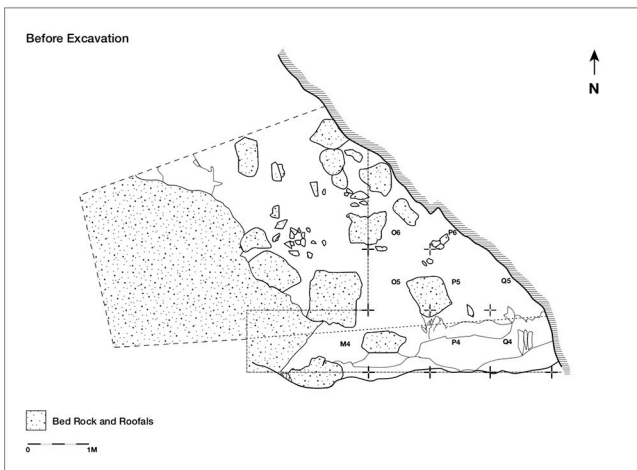 Before Excavation
N
O6
P6
O5
P5
Q5
M4
P4
Q4
Bed Rock and Roofals
0
1M